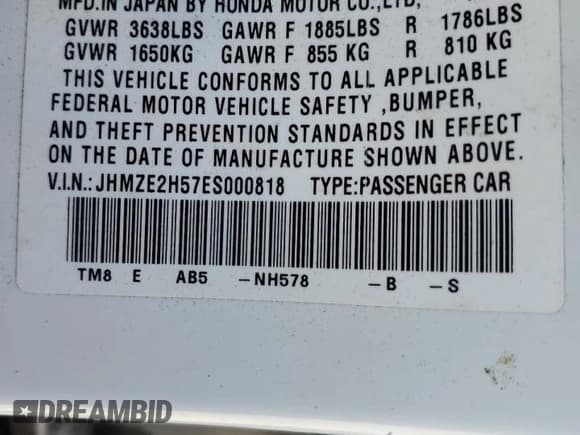 MFD.IN JAPAN BY HONDA MOTOR CO.,LTD,
GVWR 3638LBS GAWR F 1885LBS R 1786LBS
GVWR 1650KG GAWR F 855 KG R 810 KG
THIS VEHICLE CONFORMS TO ALL APPLICABLE
FEDERAL MOTOR VEHICLE SAFETY ,BUMPER,
AND THEFT PREVENTION STANDARDS IN EFFECT
ON THE DATE OF MANUFACTURE SHOWN ABOVE.
V.I.N.: JHMZE2H57ES000818 TYPE:PASSENGER CAR
TM8 E AB5 -NH578 -B -S
DREAMBID